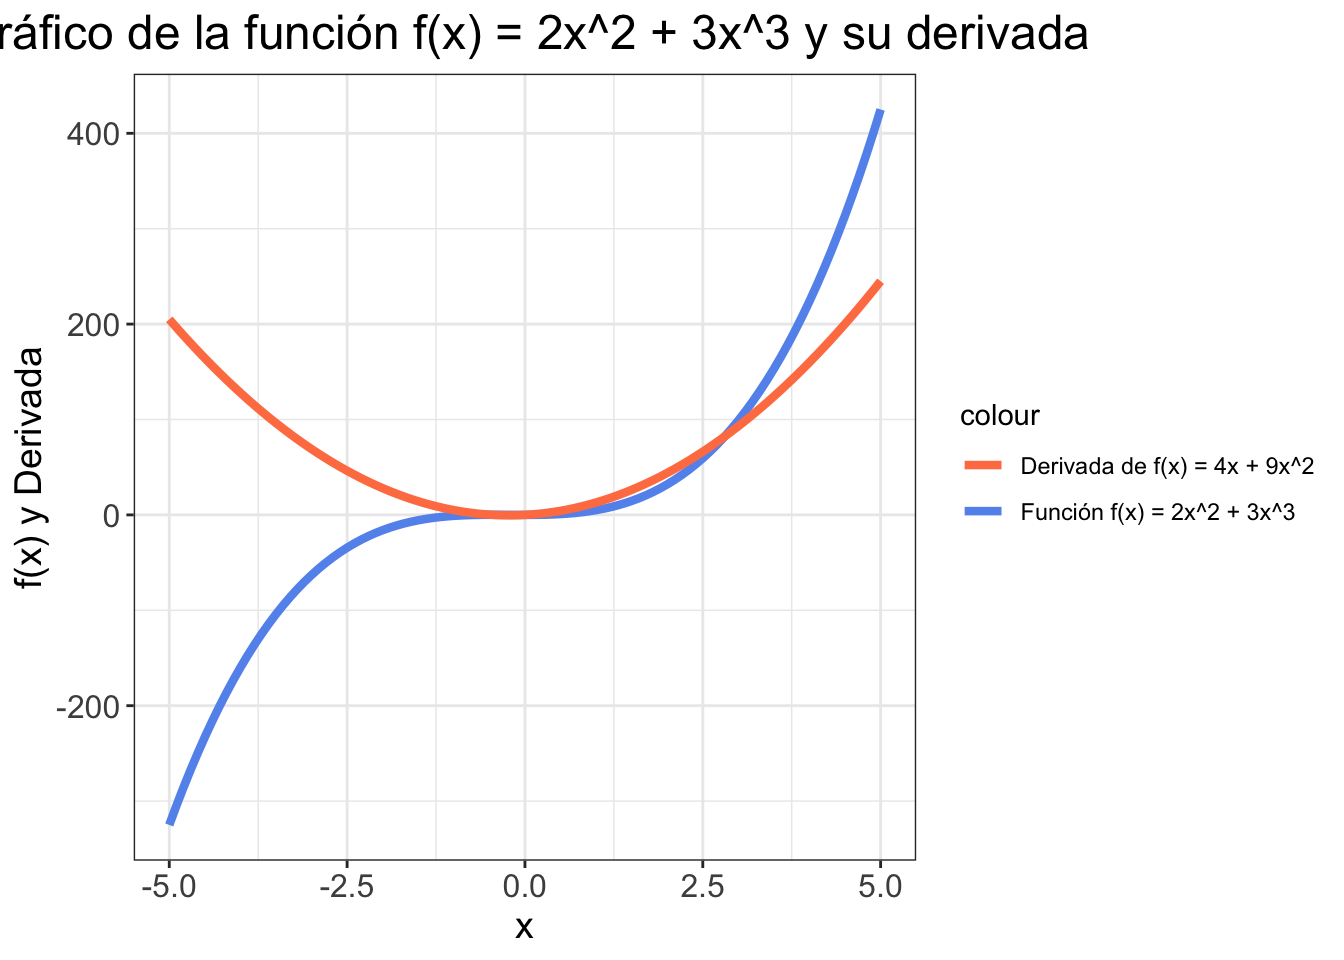 ráfico de la función f(x) = 2x^2 + 3x^3 y su derivada
f(x) y Derivada
400
200
0
-200
-5.0
-2.5
0.0
2.5
5.0
x
colour
Derivada de f(x) = 4x + 9x^2
Función f(x) = 2x^2 + 3x^3